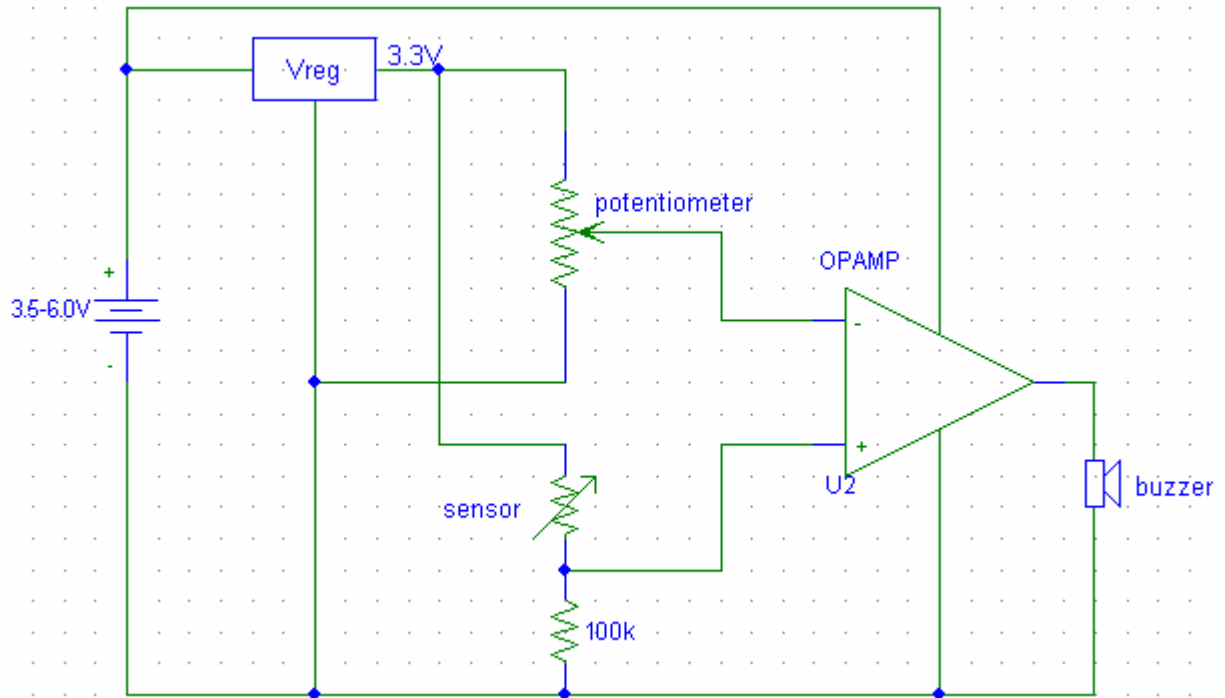 3.3V
Vreg
potentiometer
OPAMP
+
3.5-6.0V
-
-
+
U2
sensor
buzzer
100k